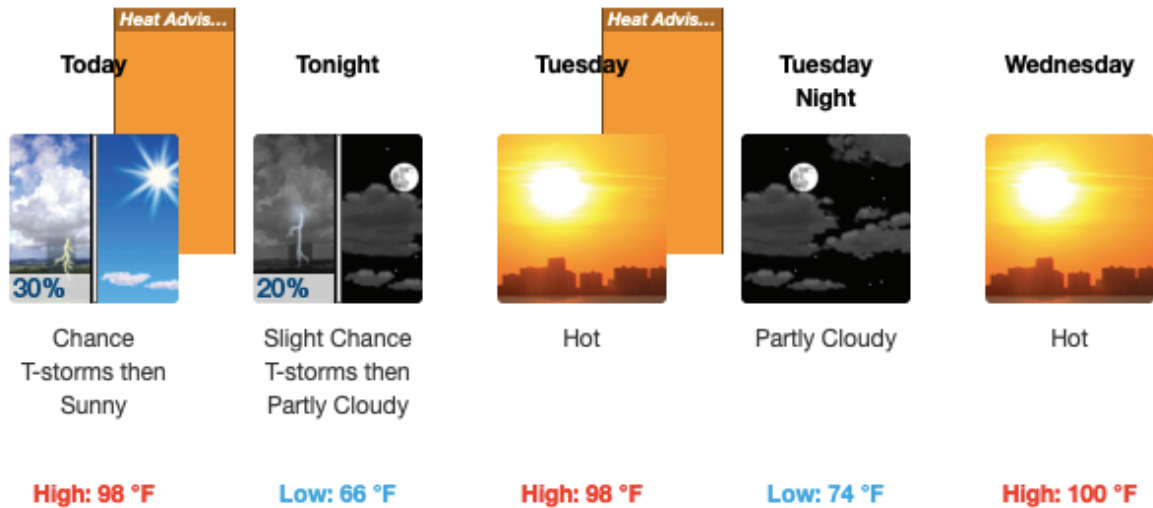 Heat Advis...
Heat Advis...
Today
Tonight
Tuesday
Tuesday
Night
Wednesday
30%
20%
Chance
T-storms then
Sunny
Slight Chance
T-storms then
Partly Cloudy
Hot
Partly Cloudy
Hot
High: 98 °F
Low: 66 °F
High: 98 °F
Low: 74 °F
High: 100 °F